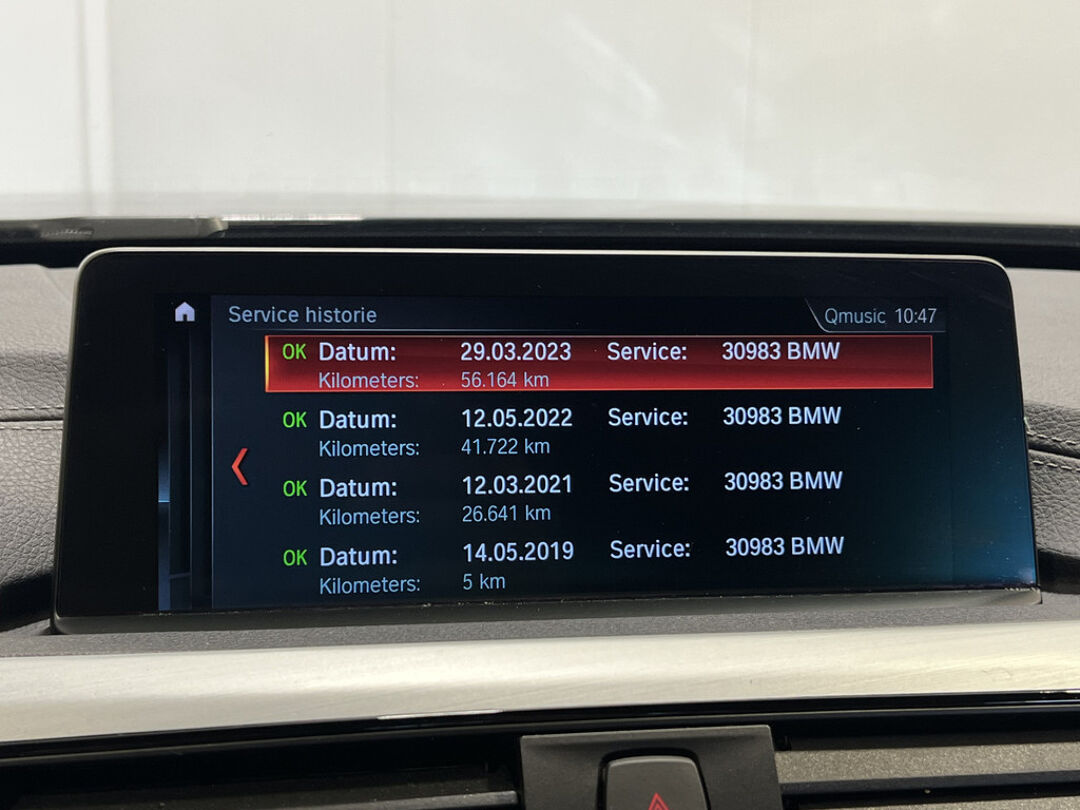 Service historie Qmusic 10:47
OK Datum: 29.03.2023 Service: 30983 BMW
Kilometers: 56.164 km
OK Datum: 12.05.2022 Service: 30983 BMW
Kilometers: 41.722 km
OK Datum: 12.03.2021 Service: 30983 BMW
Kilometers: 26.641 km
OK Datum: 14.05.2019 Service: 30983 BMW
Kilometers: 5 km